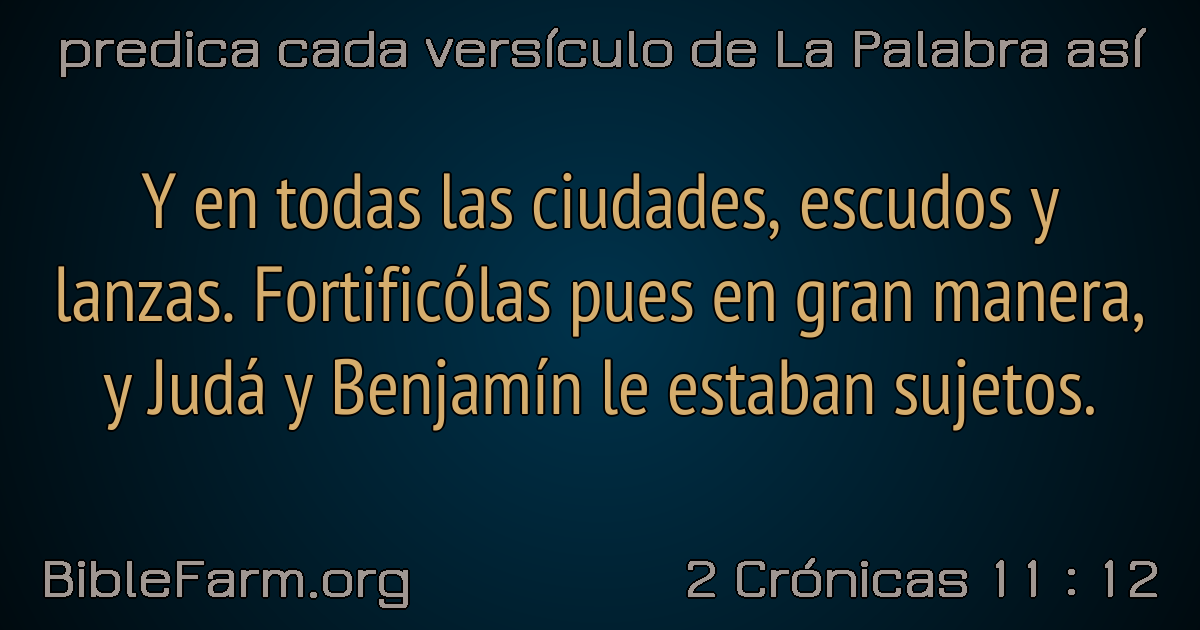 predica cada versículo de La Palabra así
Y en todas las ciudades, escudos y
lanzas. Fortificólas pues en gran manera,
y Judá y Benjamín le estaban sujetos.
BibleFarm.org
2 Crónicas 11 : 12